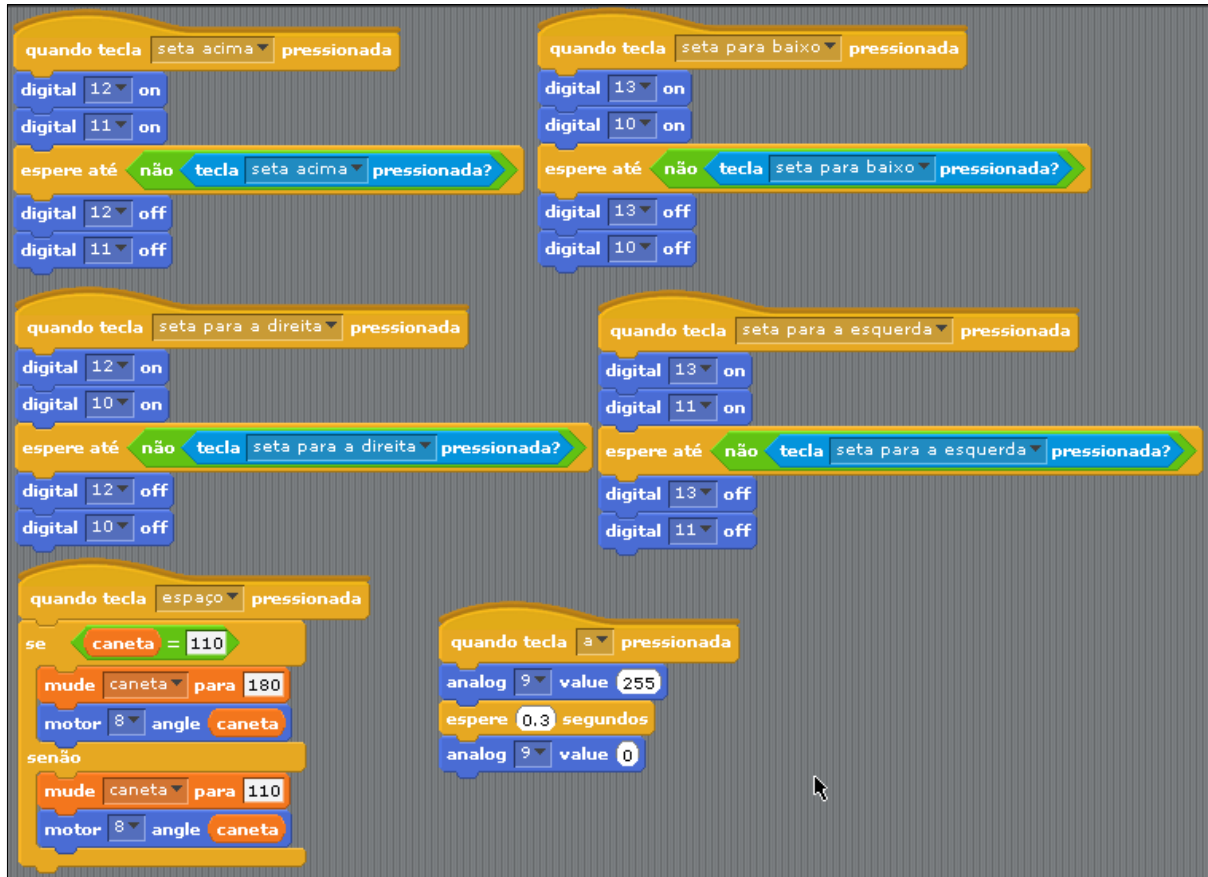 quando tecla seta acima pressionada
digital 12 on
digital 11 on
espere até não tecla seta acima pressionada?
digital 12 off
digital 11 off
quando tecla seta para baixo pressionada
digital 13 on
digital 10 on
espere até não tecla seta para baixo pressionada?
digital 13 off
digital 10 off
quando tecla seta para a direita pressionada
digital 12 on
digital 10 on
espere até não tecla seta para a direita pressionada?
digital 12 off
digital 10 off
quando tecla seta para a esquerda pressionada
digital 13 on
digital 11 on
espere até não tecla seta para a esquerda pressionada?
digital 13 off
digital 11 off
quando tecla espaço pressionada
se caneta = 110
mude caneta para 180
motor 8 angle caneta
senão
mude caneta para 110
motor 8 angle caneta
quando tecla a pressionada
analog 9 value 255
espere 0.3 segundos
analog 9 value 0